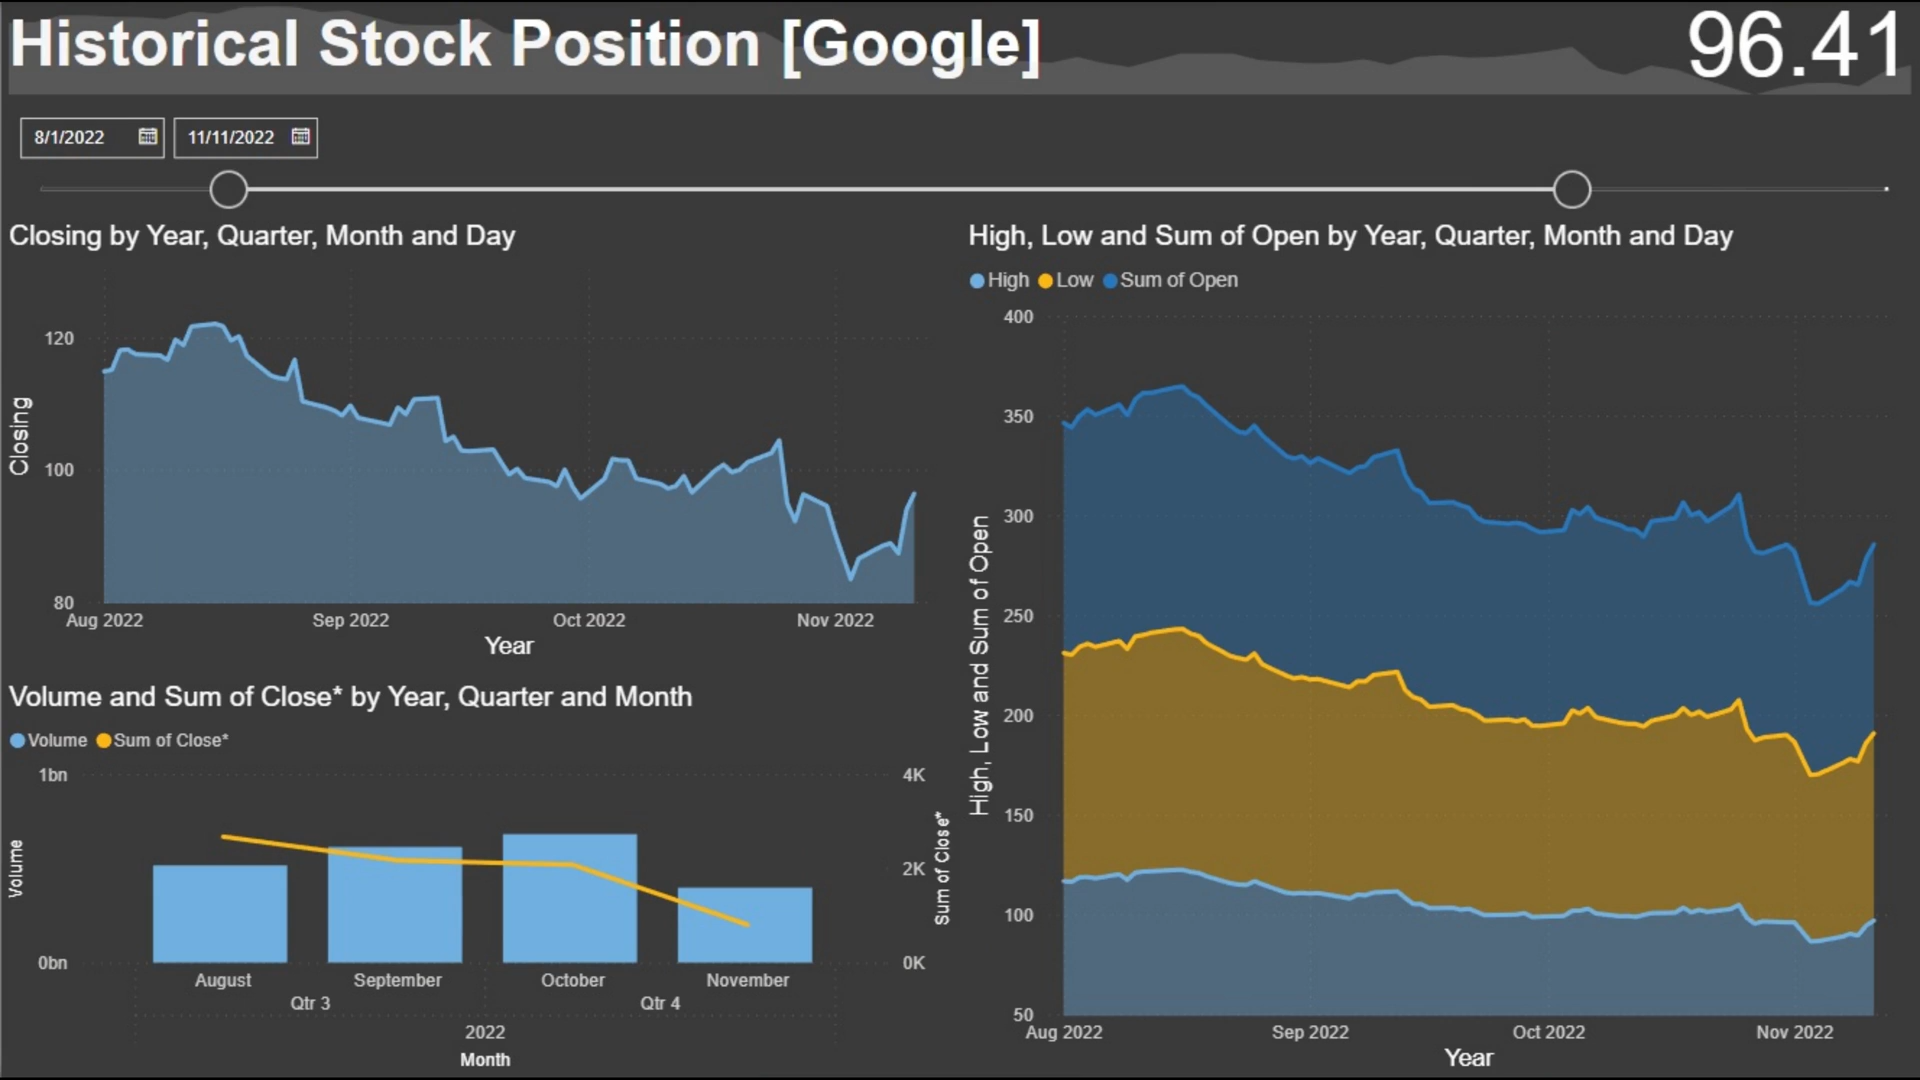 Historical Stock Position [Google]
96.41
8/1/2022
11/11/2022
Closing by Year, Quarter, Month and Day
120
100
80
Closing
Aug 2022 Sep 2022 Oct 2022 Nov 2022
Year
Volume and Sum of Close* by Year, Quarter and Month
Volume Sum of Close*
1bn
0bn
Volume
4K
2K
0K
Sum of Close*
August September October November
Qtr 3 Qtr 4
2022
Month
High, Low and Sum of Open by Year, Quarter, Month and Day
High Low Sum of Open
400
350
300
250
200
150
100
50
High, Low and Sum of Open
Aug 2022 Sep 2022 Oct 2022 Nov 2022
Year